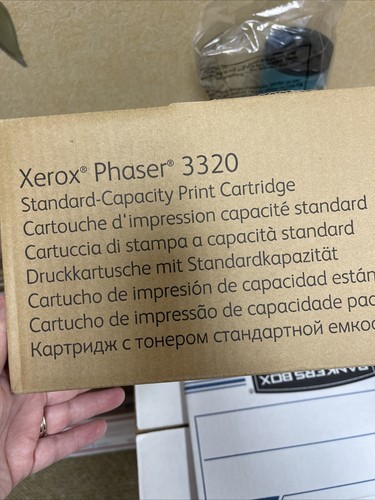 Xerox® Phaser® 3320
Standard-Capacity Print Cartridge
Cartouche d'impression capacité standard
Cartuccia di stampa a capacità standard
Druckkartusche mit Standardkapazität
Cartucho de impresión de capacidad están
Cartucho de impressão de capacidade pad
Картридж с тонером стандартной емко
BANKERS BOX